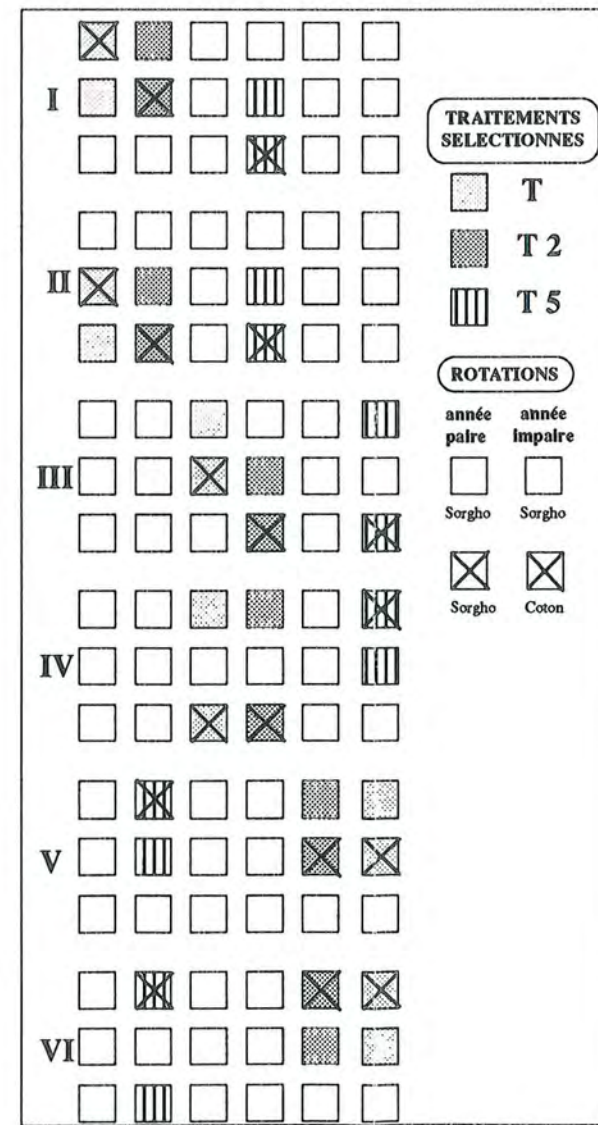 I
II
III
IV
V
VI
TRAITEMENTS
SELECTIONNES
T
T 2
T 5
ROTATIONS
année année
paire impaire
Sorgho Sorgho
Sorgho Coton